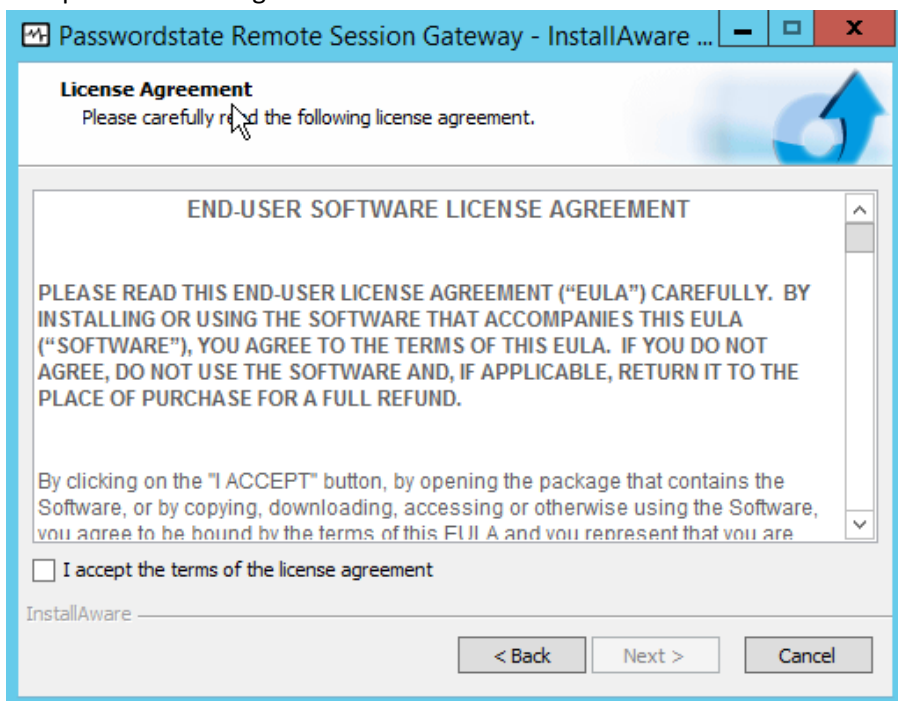 Passwordstate Remote Session Gateway - InstallAware ...
License Agreement
Please carefully read the following license agreement.
END-USER SOFTWARE LICENSE AGREEMENT
PLEASE READ THIS END-USER LICENSE AGREEMENT (“EULA”) CAREFULLY. BY
INSTALLING OR USING THE SOFTWARE THAT ACCOMPANIES THIS EULA
(“SOFTWARE”), YOU AGREE TO THE TERMS OF THIS EULA. IF YOU DO NOT
AGREE, DO NOT USE THE SOFTWARE AND, IF APPLICABLE, RETURN IT TO THE
PLACE OF PURCHASE FOR A FULL REFUND.
By clicking on the "I ACCEPT" button, by opening the package that contains the
Software, or by copying, downloading, accessing or otherwise using the Software,
you agree to be bound by the terms of this EULA and you represent that you are
I accept the terms of the license agreement
InstallAware
< Back Next > Cancel